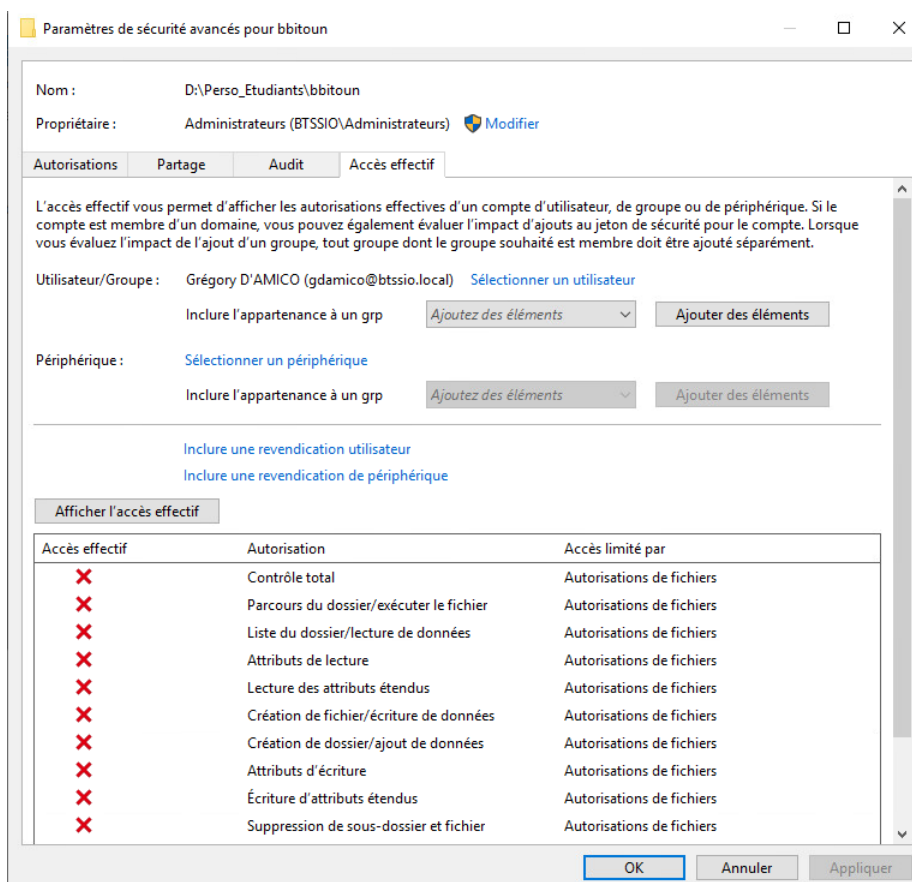 Paramètres de sécurité avancés pour bbitoun
Nom : D:\Perso_Etudiants\bbitoun
Propriétaire : Administrateurs (BTSSIO\Administrateurs) Modifier
Autorisations Partage Audit Accès effectif
L'accès effectif vous permet d'afficher les autorisations effectives d'un compte d'utilisateur, de groupe ou de périphérique. Si le
compte est membre d'un domaine, vous pouvez également évaluer l'impact d'ajouts au jeton de sécurité pour le compte. Lorsque
vous évaluez l'impact de l'ajout d'un groupe, tout groupe dont le groupe souhaité est membre doit être ajouté séparément.
Utilisateur/Groupe : Grégory D'AMICO (gdamico@btssio.local) Sélectionner un utilisateur
Inclure l'appartenance à un grp Ajoutez des éléments Ajouter des éléments
Périphérique : Sélectionner un périphérique
Inclure l'appartenance à un grp Ajoutez des éléments Ajouter des éléments
Inclure une revendication utilisateur
Inclure une revendication de périphérique
Afficher l'accès effectif
Accès effectif Autorisation Accès limité par
Contrôle total Autorisations de fichiers
Parcours du dossier/exécuter le fichier Autorisations de fichiers
Liste du dossier/lecture de données Autorisations de fichiers
Attributs de lecture Autorisations de fichiers
Lecture des attributs étendus Autorisations de fichiers
Création de fichier/écriture de données Autorisations de fichiers
Création de dossier/ajout de données Autorisations de fichiers
Attributs d'écriture Autorisations de fichiers
Écriture d'attributs étendus Autorisations de fichiers
Suppression de sous-dossier et fichier Autorisations de fichiers
OK Annuler Appliquer